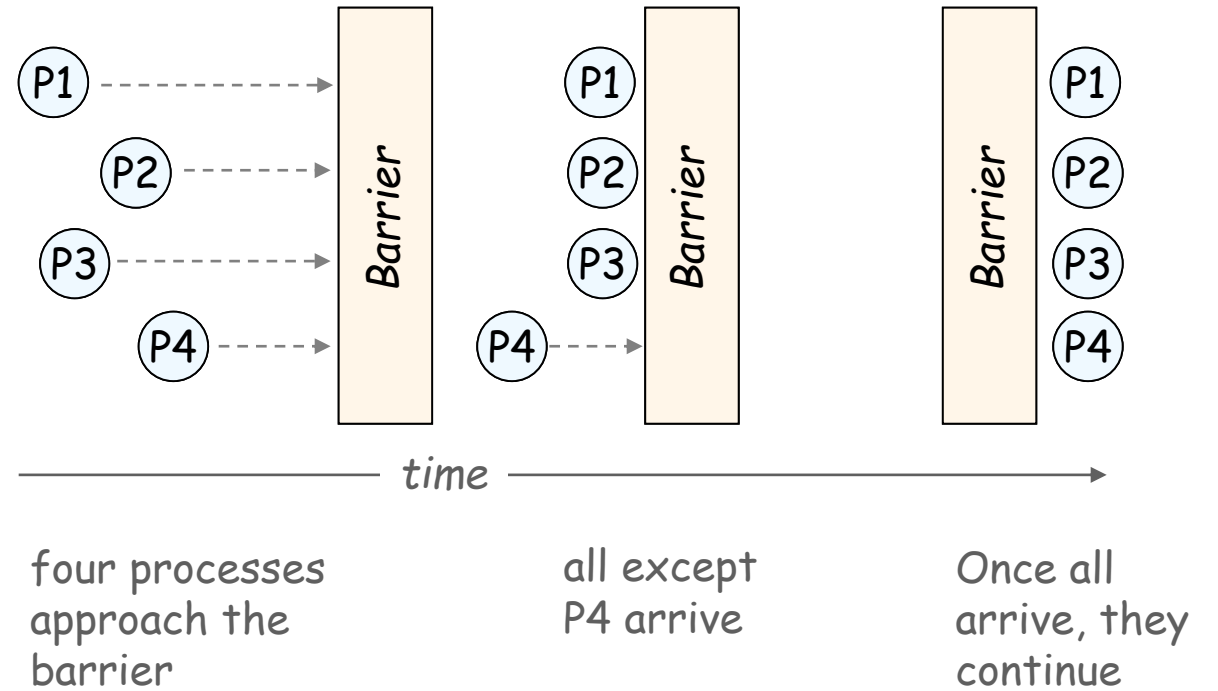 P1
P2
P3
P4
Barrier
P1
P2
P3
P4
Barrier
Barrier
P1
P2
P3
P4
time
four processes
approach the
barrier
all except
P4 arrive
Once all
arrive, they
continue